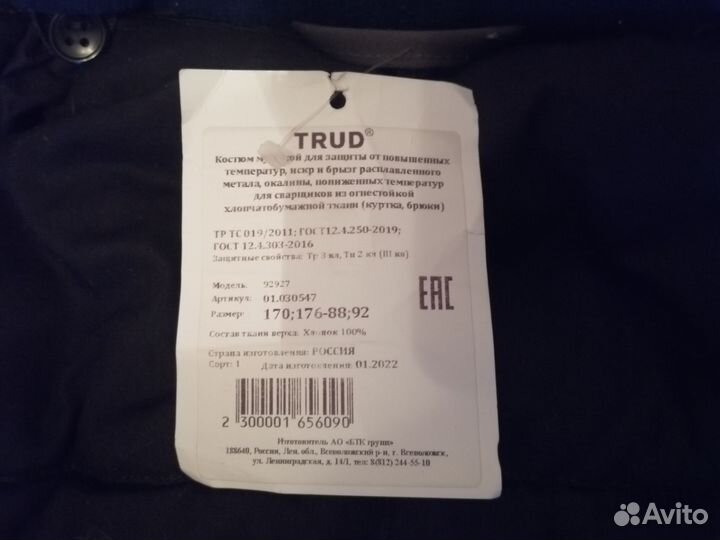 TRUD®
Костюм мужской для защиты от повышенных
температур, искр и брызг расплавленного
метала, окалины, пониженных температур
для сварщиков из огнестойкой
хлопчатобумажной ткани (куртка, брюки)
ТР ТС 019/2011; ГОСТ12.4.250-2019;
ГОСТ 12.4.303-2016
Защитные свойства: Тр 3 кл, Тн 2 кл (III кп)
Модель: 92927
Артикул: 01.030547
Размер: 170;176-88;92
Состав ткани верха: Хлопок 100%
Страна изготовления: РОССИЯ
Сорт: 1 Дата изготовления: 01.2022
EAC
2 300001 656090
Изготовитель АО «БТК групп»
188640, Россия, Лен. обл., Всеволожский р-н, г. Всеволожск,
ул. Ленинградская, д. 14/1, тел: 8(812) 244-55-10
Avito